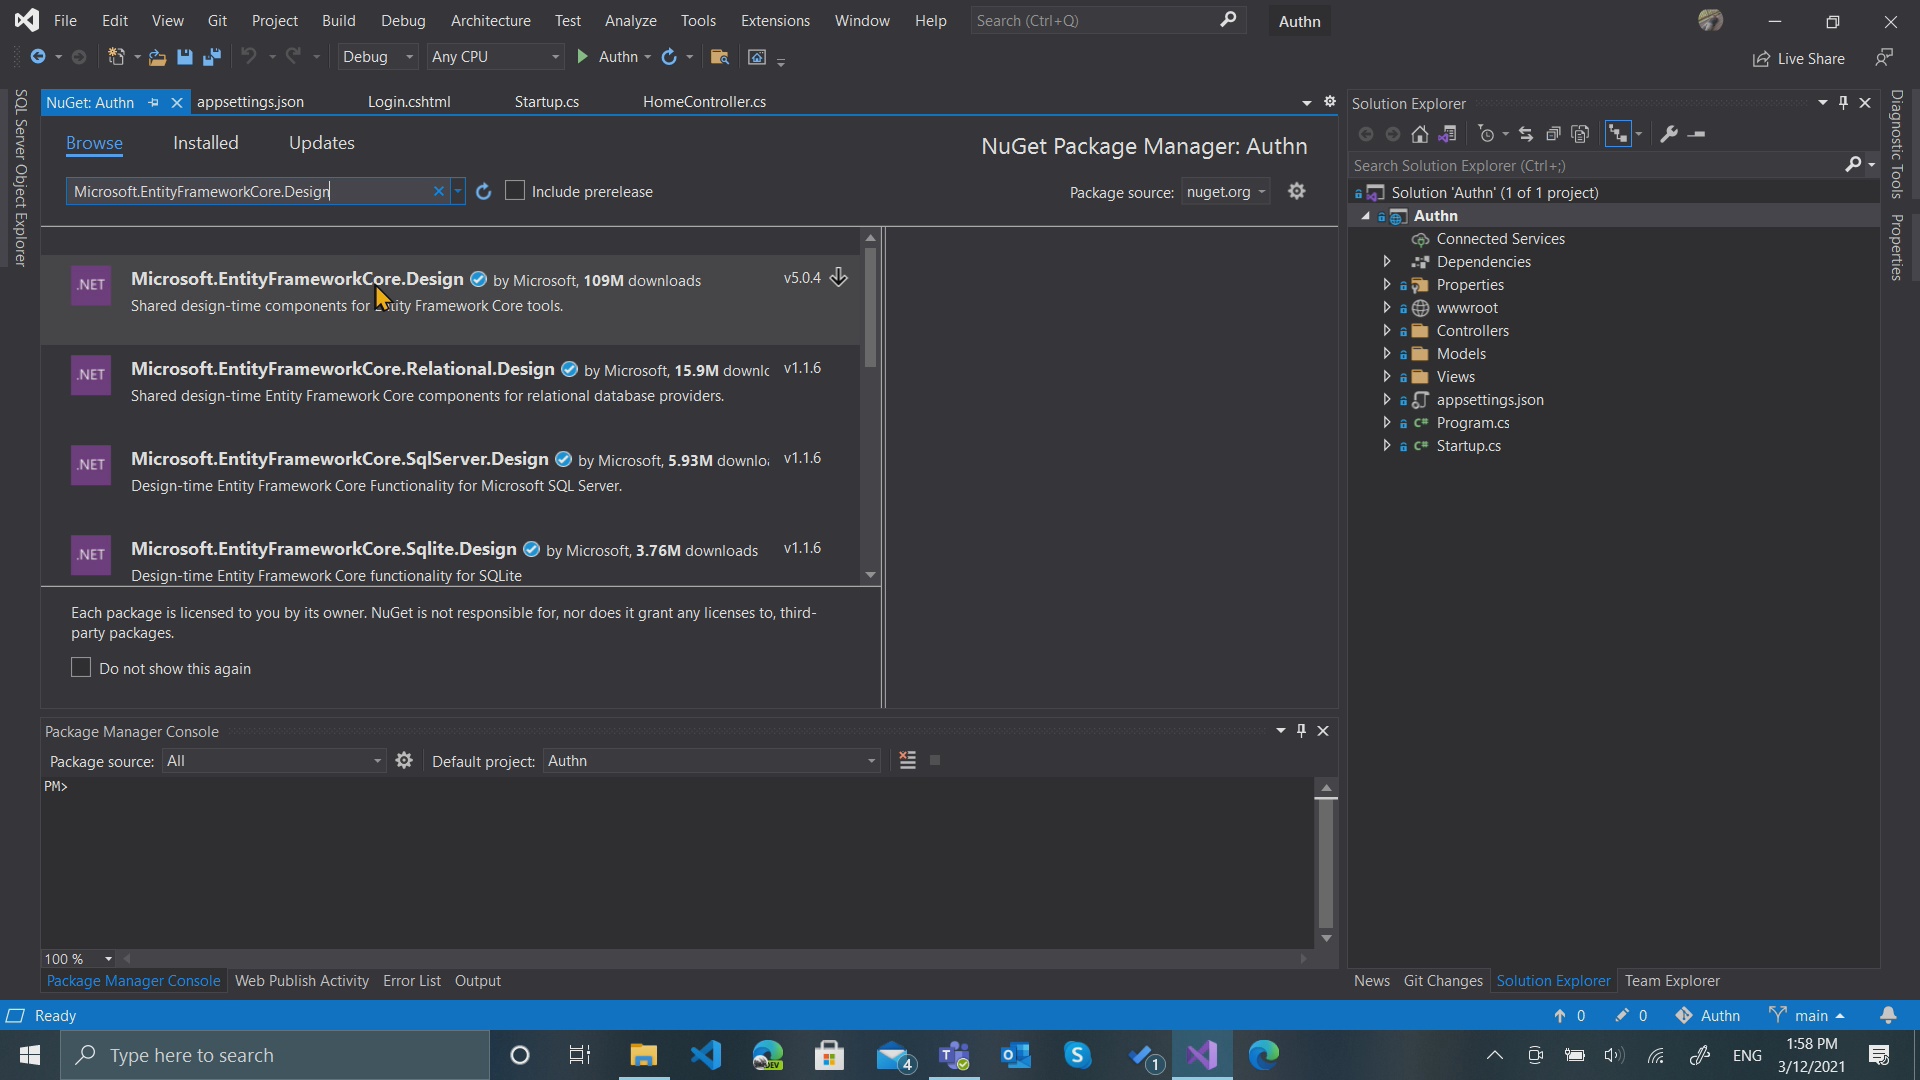 File Edit View Git Project Build Debug Architecture Test Analyze Tools Extensions Window Help Search (Ctrl+Q) Authn
Debug Any CPU Authn Live Share
SQL Server Object Explorer
NuGet: Authn appsettings.json Login.cshtml Startup.cs HomeController.cs
Browse Installed Updates NuGet Package Manager: Authn
Microsoft.EntityFrameworkCore.Design Include prerelease Package source: nuget.org
.NET Microsoft.EntityFrameworkCore.Design by Microsoft, 109M downloads v5.0.4
Shared design-time components for Entity Framework Core tools.
.NET Microsoft.EntityFrameworkCore.Relational.Design by Microsoft, 15.9M downlc v1.1.6
Shared design-time Entity Framework Core components for relational database providers.
.NET Microsoft.EntityFrameworkCore.SqlServer.Design by Microsoft, 5.93M downlo v1.1.6
Design-time Entity Framework Core Functionality for Microsoft SQL Server.
.NET Microsoft.EntityFrameworkCore.Sqlite.Design by Microsoft, 3.76M downloads v1.1.6
Design-time Entity Framework Core functionality for SQLite
Each package is licensed to you by its owner. NuGet is not responsible for, nor does it grant any licenses to, third-
party packages.
Do not show this again
Package Manager Console
Package source: All Default project: Authn
PM>
100 %
Package Manager Console Web Publish Activity Error List Output
Solution Explorer
Search Solution Explorer (Ctrl+;)
Solution 'Authn' (1 of 1 project)
Authn
Connected Services
Dependencies
Properties
wwwroot
Controllers
Models
Views
appsettings.json
C# Program.cs
C# Startup.cs
News Git Changes Solution Explorer Team Explorer
Diagnostic Tools
Properties
Ready 0 0 Authn main
Type here to search DEV 4 1 ENG
1:58 PM
3/12/2021